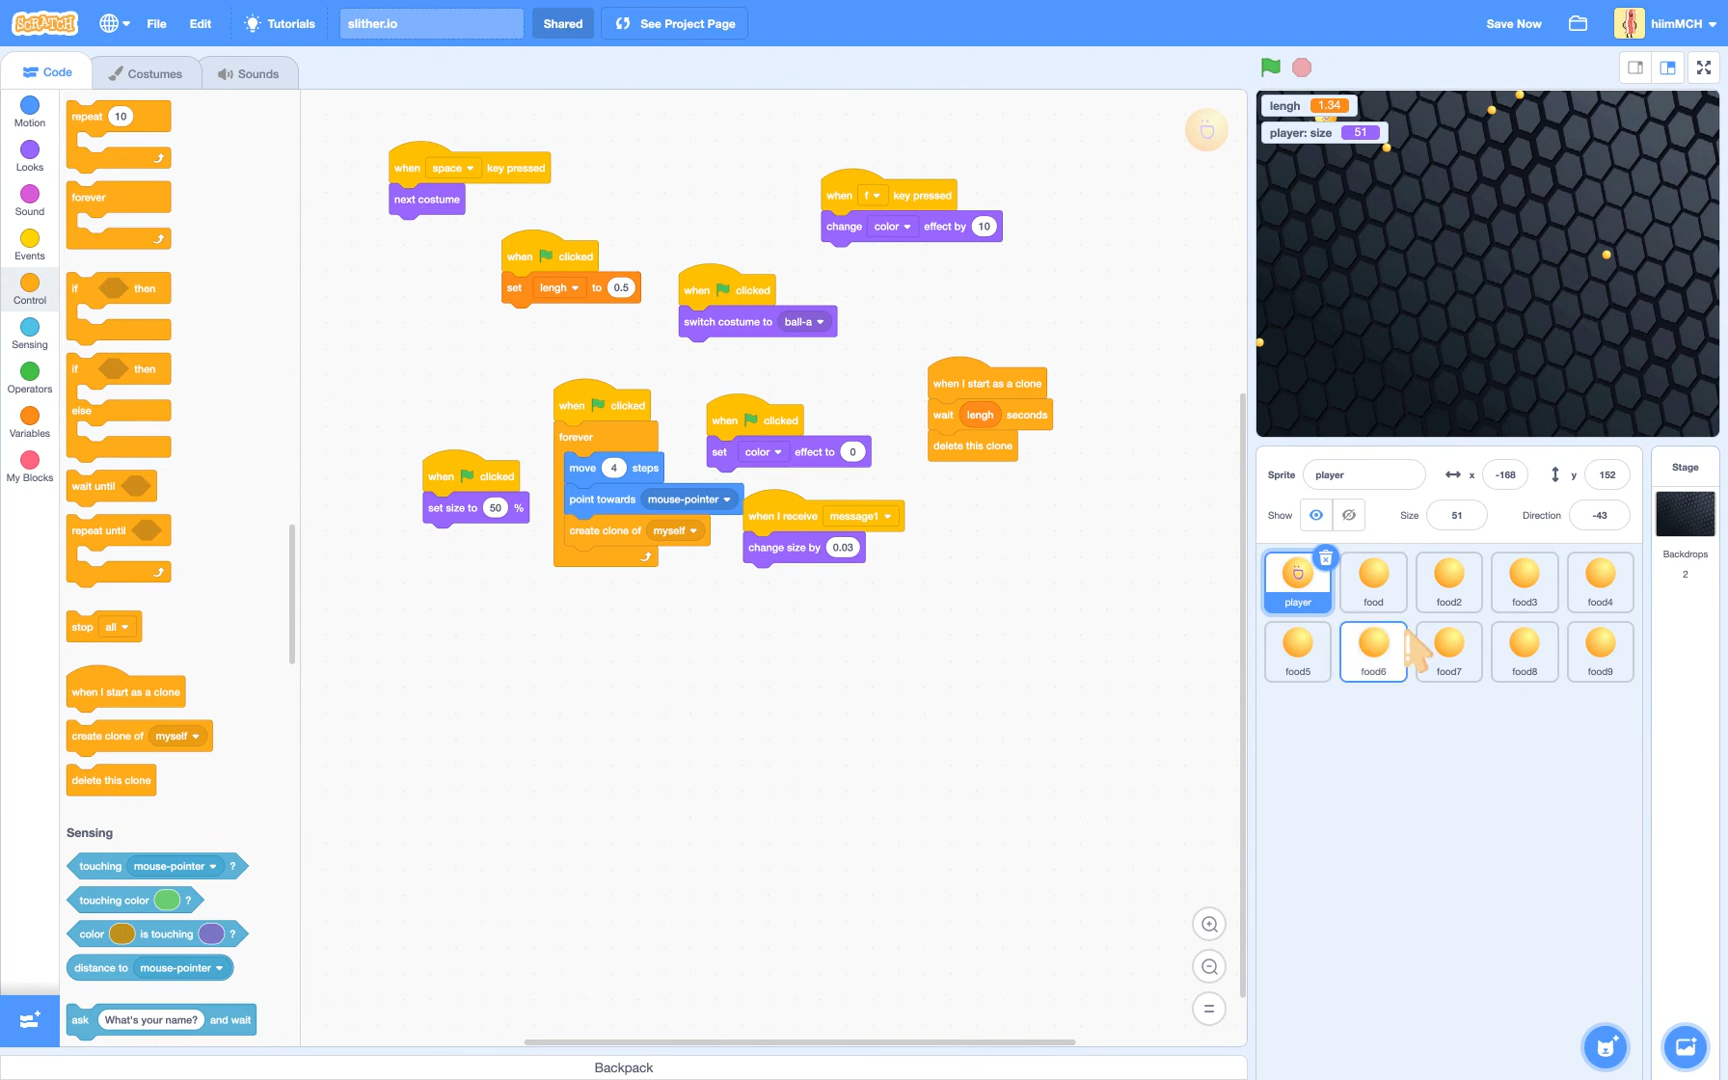 SCRATCH
File
Edit
Tutorials
slither.io
Shared
See Project Page
Save Now
hiimMCH
Code
Costumes
Sounds
Motion
Looks
Sound
Events
Control
Sensing
Operators
Variables
My Blocks
repeat 10
forever
if then
if then
else
wait until
repeat until
stop all
when I start as a clone
create clone of myself
delete this clone
Sensing
touching mouse-pointer ?
touching color ?
color is touching ?
distance to mouse-pointer
ask What's your name? and wait
when space key pressed
next costume
when f key pressed
change color effect by 10
when clicked
set lengh to 0.5
when clicked
switch costume to ball-a
when I start as a clone
wait lengh seconds
delete this clone
when clicked
forever
move 4 steps
point towards mouse-pointer
create clone of myself
when clicked
set color effect to 0
when clicked
set size to 50 %
when I receive message1
change size by 0.03
lengh 1.34
player: size 51
Sprite player x -168 y 152
Show Size 51 Direction -43
player
food
food2
food3
food4
food5
food6
food7
food8
food9
Stage
Backdrops
2
Backpack